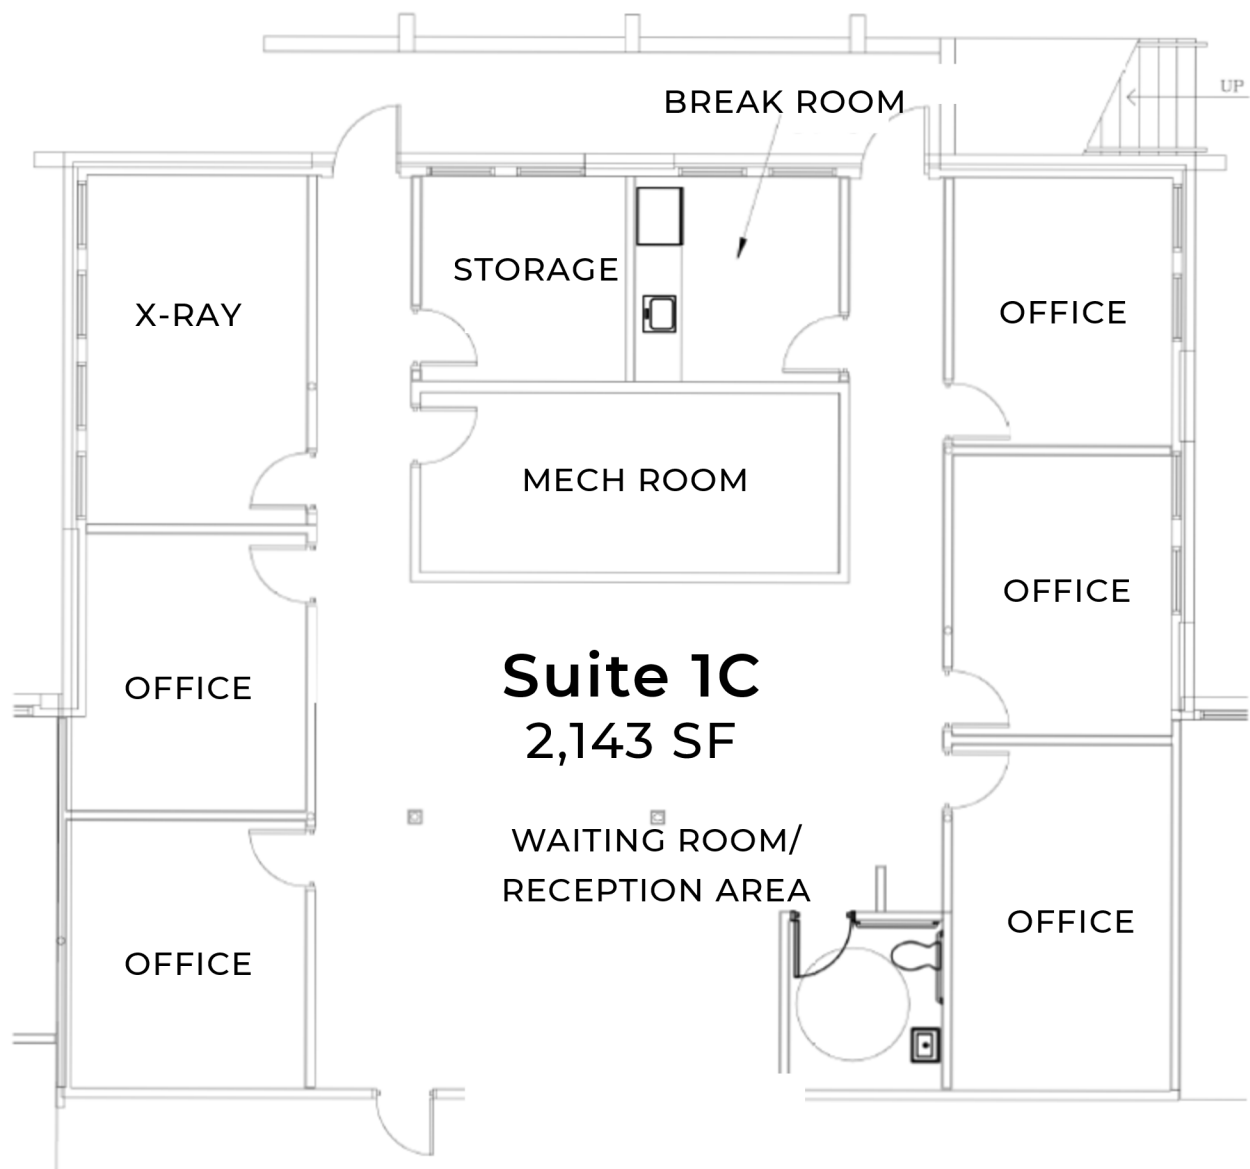 UP
BREAK ROOM
STORAGE
X-RAY
OFFICE
MECH ROOM
OFFICE
OFFICE
Suite 1C
2,143 SF
WAITING ROOM/
RECEPTION AREA
OFFICE
OFFICE